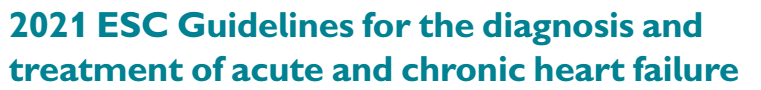 2021 ESC Guidelines for the diagnosis and
treatment of acute and chronic heart failure